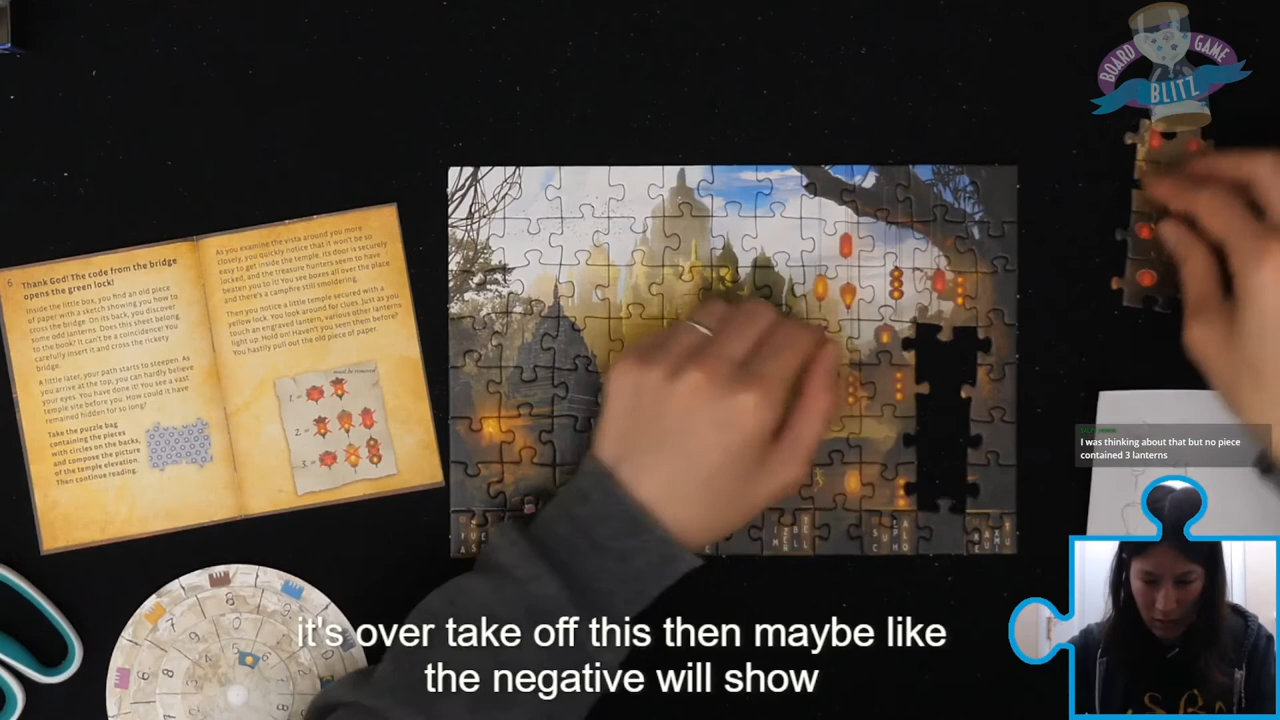 BOARD GAME
BLITZ
6 Thank God! The code from the bridge
opens the green lock!
Inside the little box, you find an old piece
of paper with a sketch showing you how to
cross the bridge. On its back, you discover
some odd lanterns. Does this sheet belong
to the book? It can't be a coincidence! You
carefully insert it and cross the rickety
bridge.
A little later, your path starts to steepen. As
you arrive at the top, you can hardly believe
your eyes. You have done it! You see a vast
temple site before you. How could it have
remained hidden for so long!
Take the puzzle bag
containing the pieces
with circles on the backs,
and compose the picture
of the temple elevation.
Then continue reading.
As you examine the vista around you more
closely, you quickly notice that it won't be so
easy to get inside the temple. Its door is securely
locked, and the treasure hunters seem to have
beaten you to it! You see boxes all over the place
and there's a campfire still smoldering.
Then you notice a little temple secured with a
yellow lock. You look around for clues. Just as you
touch an engraved lantern, various other lanterns
light up. Hold on! Haven't you seen them before?
You hastily pull out the old piece of paper.
must be removed
1 =
2 =
3 =
I was thinking about that but no piece
contained 3 lanterns
it's over take off this then maybe like
the negative will show